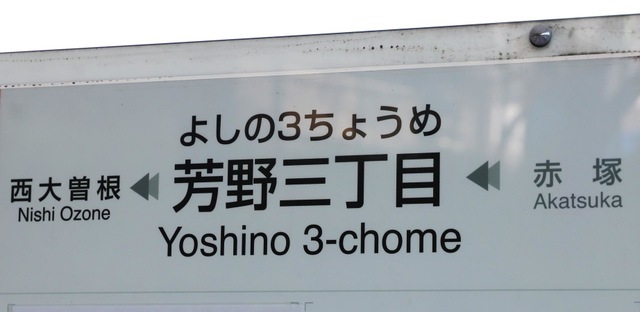 よしの3ちょうめ
西大曽根
芳野三丁目
赤塚
Nishi Ozone
Yoshino 3-chome
Akatsuka